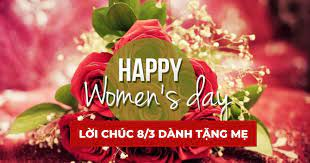 HAPPY
Women's day
LỜI CHÚC 8/3 DÀNH TẶNG MẸ